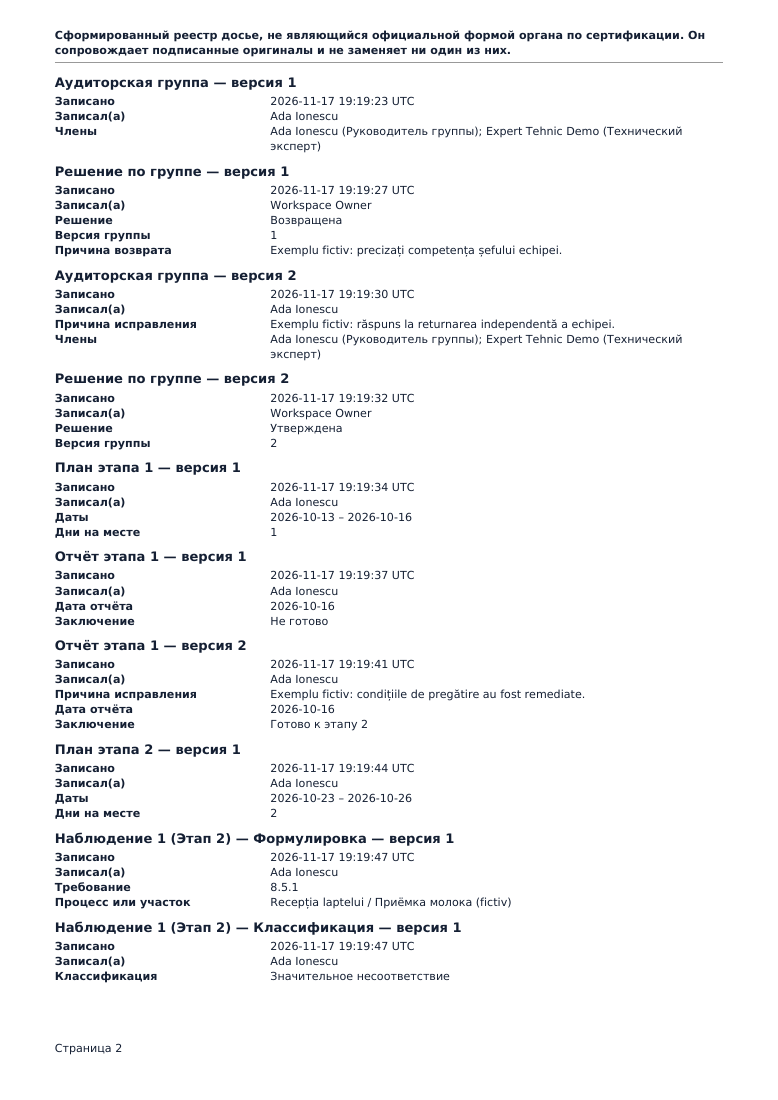 Сформированный реестр досье, не являющийся официальной формой органа по сертификации. Он
сопровождает подписанные оригиналы и не заменяет ни один из них.
Аудиторская группа — версия 1
Записано 2026-11-17 19:19:23 UTC
Записал(а) Ada Ionescu
Члены Ada Ionescu (Руководитель группы); Expert Tehnic Demo (Технический
эксперт)
Решение по группе — версия 1
Записано 2026-11-17 19:19:27 UTC
Записал(а) Workspace Owner
Решение Возвращена
Версия группы 1
Причина возврата Exemplu fictiv: precizați competența șefului echipei.
Аудиторская группа — версия 2
Записано 2026-11-17 19:19:30 UTC
Записал(а) Ada Ionescu
Причина исправления Exemplu fictiv: răspuns la returnarea independentă a echipei.
Члены Ada Ionescu (Руководитель группы); Expert Tehnic Demo (Технический
эксперт)
Решение по группе — версия 2
Записано 2026-11-17 19:19:32 UTC
Записал(а) Workspace Owner
Решение Утверждена
Версия группы 2
План этапа 1 — версия 1
Записано 2026-11-17 19:19:34 UTC
Записал(а) Ada Ionescu
Даты 2026-10-13 – 2026-10-16
Дни на месте 1
Отчёт этапа 1 — версия 1
Записано 2026-11-17 19:19:37 UTC
Записал(а) Ada Ionescu
Дата отчёта 2026-10-16
Заключение Не готово
Отчёт этапа 1 — версия 2
Записано 2026-11-17 19:19:41 UTC
Записал(а) Ada Ionescu
Причина исправления Exemplu fictiv: condițiile de pregătire au fost remediate.
Дата отчёта 2026-10-16
Заключение Готово к этапу 2
План этапа 2 — версия 1
Записано 2026-11-17 19:19:44 UTC
Записал(а) Ada Ionescu
Даты 2026-10-23 – 2026-10-26
Дни на месте 2
Наблюдение 1 (Этап 2) — Формулировка — версия 1
Записано 2026-11-17 19:19:47 UTC
Записал(а) Ada Ionescu
Требование 8.5.1
Процесс или участок Recepția laptelui / Приёмка молока (fictiv)
Наблюдение 1 (Этап 2) — Классификация — версия 1
Записано 2026-11-17 19:19:47 UTC
Записал(а) Ada Ionescu
Классификация Значительное несоответствие
Страница 2